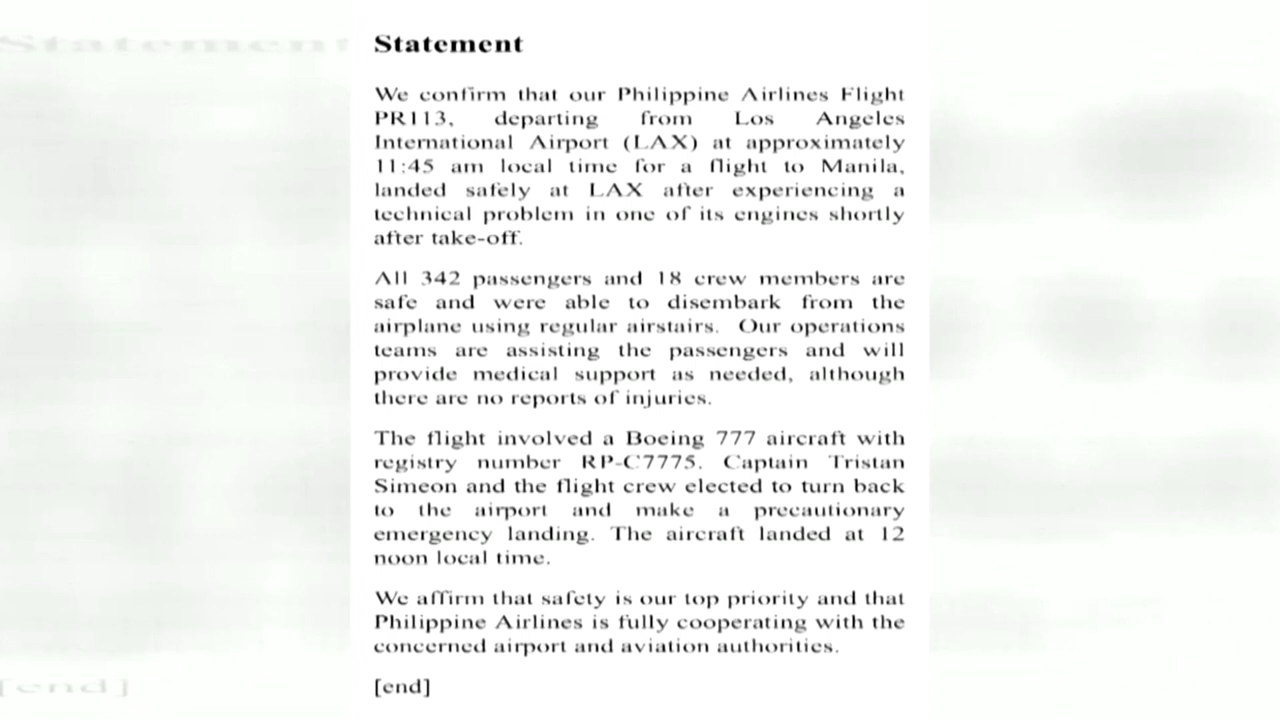 Statement
We confirm that our Philippine Airlines Flight
PR113, departing from Los Angeles
International Airport (LAX) at approximately
11:45 am local time for a flight to Manila,
landed safely at LAX after experiencing a
technical problem in one of its engines shortly
after take-off.
All 342 passengers and 18 crew members are
safe and were able to disembark from the
airplane using regular airstairs. Our operations
teams are assisting the passengers and will
provide medical support as needed, although
there are no reports of injuries.
The flight involved a Boeing 777 aircraft with
registry number RP-C7775. Captain Tristan
Simeon and the flight crew elected to turn back
to the airport and make a precautionary
emergency landing. The aircraft landed at 12
noon local time.
We affirm that safety is our top priority and that
Philippine Airlines is fully cooperating with the
concerned airport and aviation authorities.
[end]